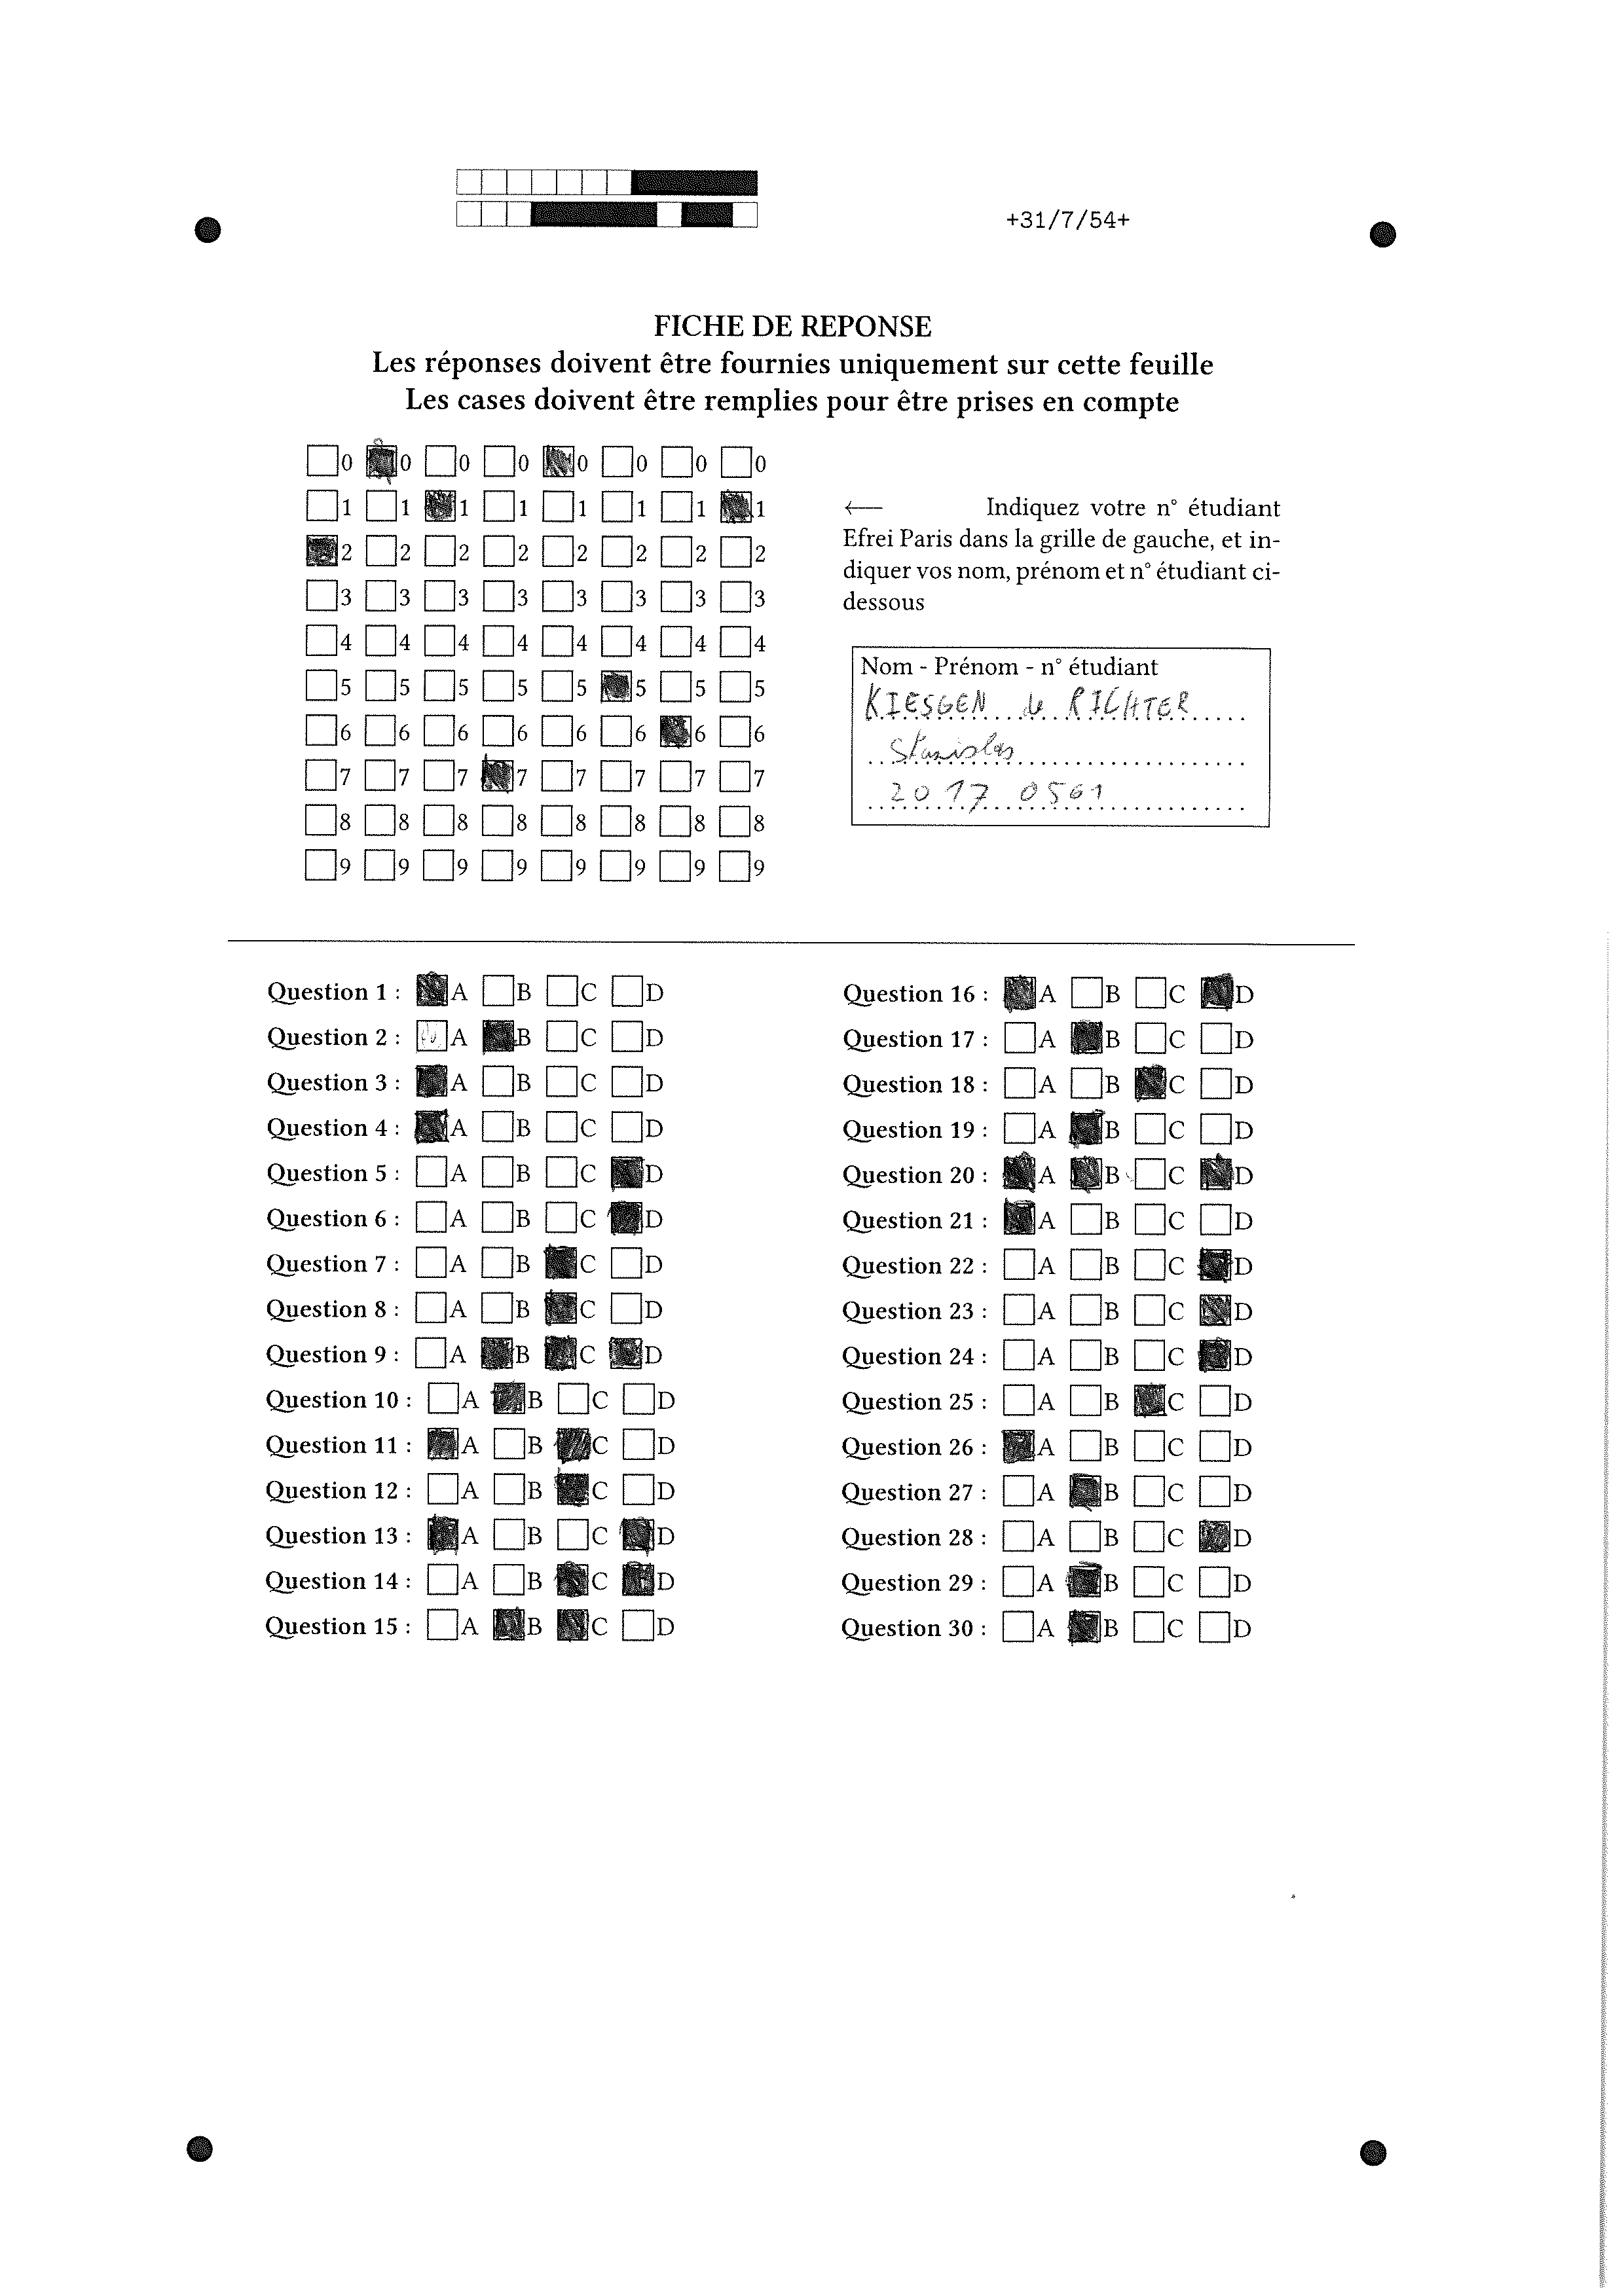 +31/7/54+
FICHE DE REPONSE
Les réponses doivent être fournies uniquement sur cette feuille
Les cases doivent être remplies pour être prises en compte
0 0 0 0 0 0 0 0
1 1 1 1 1 1 1 1
2 2 2 2 2 2 2 2
3 3 3 3 3 3 3 3
4 4 4 4 4 4 4 4
5 5 5 5 5 5 5 5
6 6 6 6 6 6 6 6
7 7 7 7 7 7 7 7
8 8 8 8 8 8 8 8
9 9 9 9 9 9 9 9
← Indiquez votre n° étudiant
Efrei Paris dans la grille de gauche, et in-
diquer vos nom, prénom et n° étudiant ci-
dessous
Nom - Prénom - n° étudiant
KIESGEN de RICHTER
Stanislas
2017 0561
Question 1 : A B C D
Question 2 : A B C D
Question 3 : A B C D
Question 4 : A B C D
Question 5 : A B C D
Question 6 : A B C D
Question 7 : A B C D
Question 8 : A B C D
Question 9 : A B C D
Question 10 : A B C D
Question 11 : A B C D
Question 12 : A B C D
Question 13 : A B C D
Question 14 : A B C D
Question 15 : A B C D
Question 16 : A B C D
Question 17 : A B C D
Question 18 : A B C D
Question 19 : A B C D
Question 20 : A B C D
Question 21 : A B C D
Question 22 : A B C D
Question 23 : A B C D
Question 24 : A B C D
Question 25 : A B C D
Question 26 : A B C D
Question 27 : A B C D
Question 28 : A B C D
Question 29 : A B C D
Question 30 : A B C D